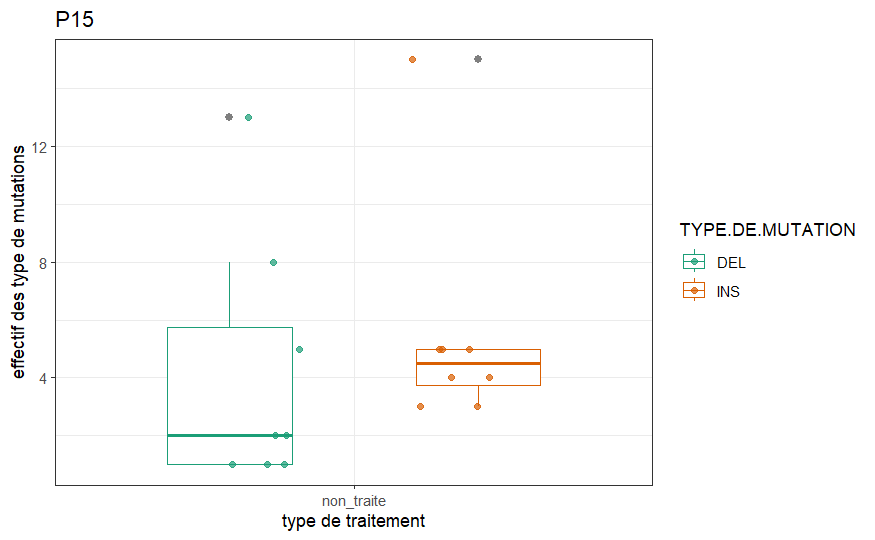 P15
effectif des type de mutations
12
8
4
non_traite
type de traitement
TYPE.DE.MUTATION
DEL
INS